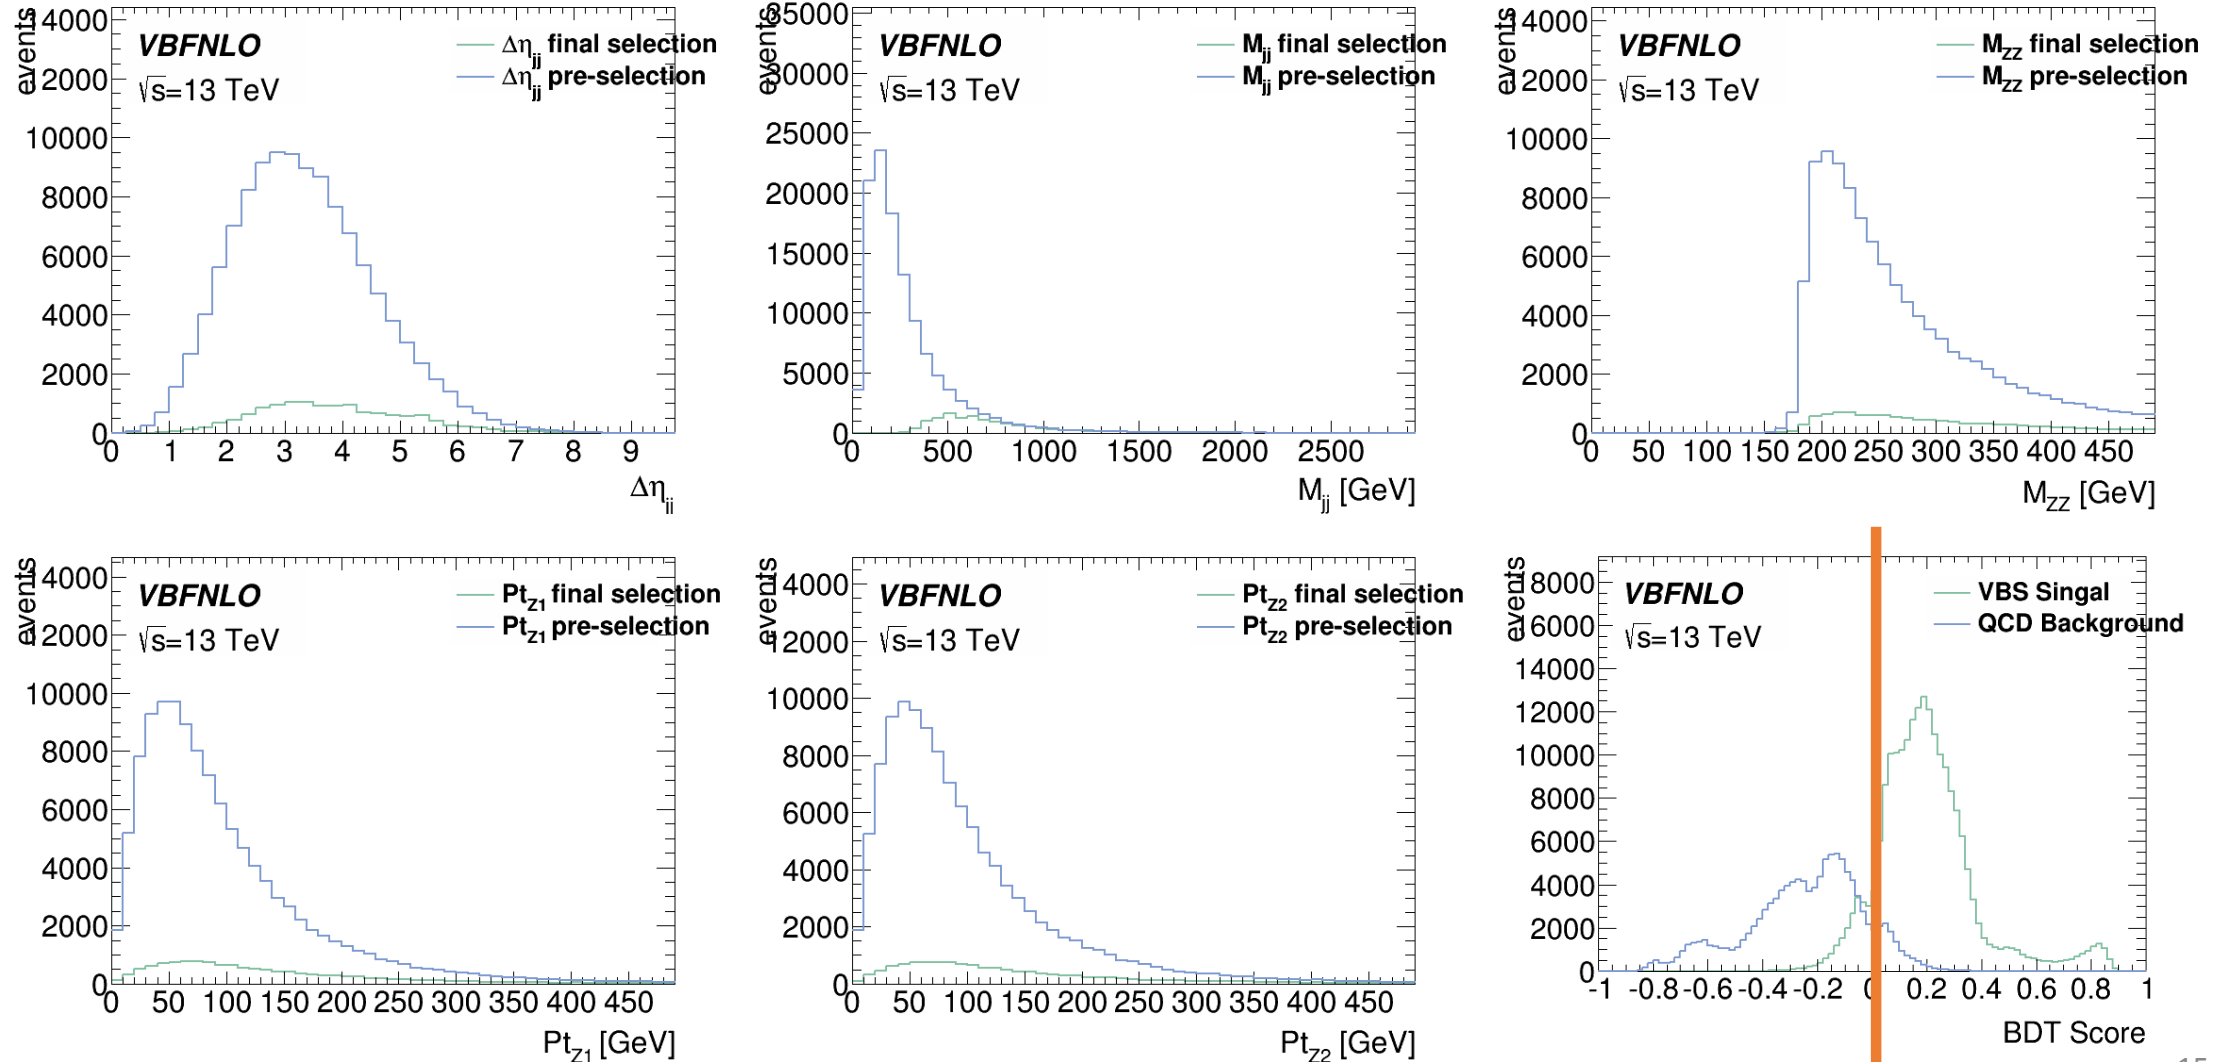 events
14000
12000
10000
8000
6000
4000
2000
0
VBFNLO
√s=13 TeV
Δηjj final selection
Δηjj pre-selection
0 1 2 3 4 5 6 7 8 9
Δηjj
events
35000
30000
25000
20000
15000
10000
5000
0
VBFNLO
√s=13 TeV
Mjj final selection
Mjj pre-selection
0 500 1000 1500 2000 2500
Mjj [GeV]
events
14000
12000
10000
8000
6000
4000
2000
0
VBFNLO
√s=13 TeV
MZZ final selection
MZZ pre-selection
0 50 100 150 200 250 300 350 400 450
MZZ [GeV]
events
14000
12000
10000
8000
6000
4000
2000
0
VBFNLO
√s=13 TeV
PtZ1 final selection
PtZ1 pre-selection
0 50 100 150 200 250 300 350 400 450
PtZ1 [GeV]
events
14000
12000
10000
8000
6000
4000
2000
0
VBFNLO
√s=13 TeV
PtZ2 final selection
PtZ2 pre-selection
0 50 100 150 200 250 300 350 400 450
PtZ2 [GeV]
events
18000
16000
14000
12000
10000
8000
6000
4000
2000
0
VBFNLO
√s=13 TeV
VBS Singal
QCD Background
-1 -0.8 -0.6 -0.4 -0.2 0 0.2 0.4 0.6 0.8 1
BDT Score